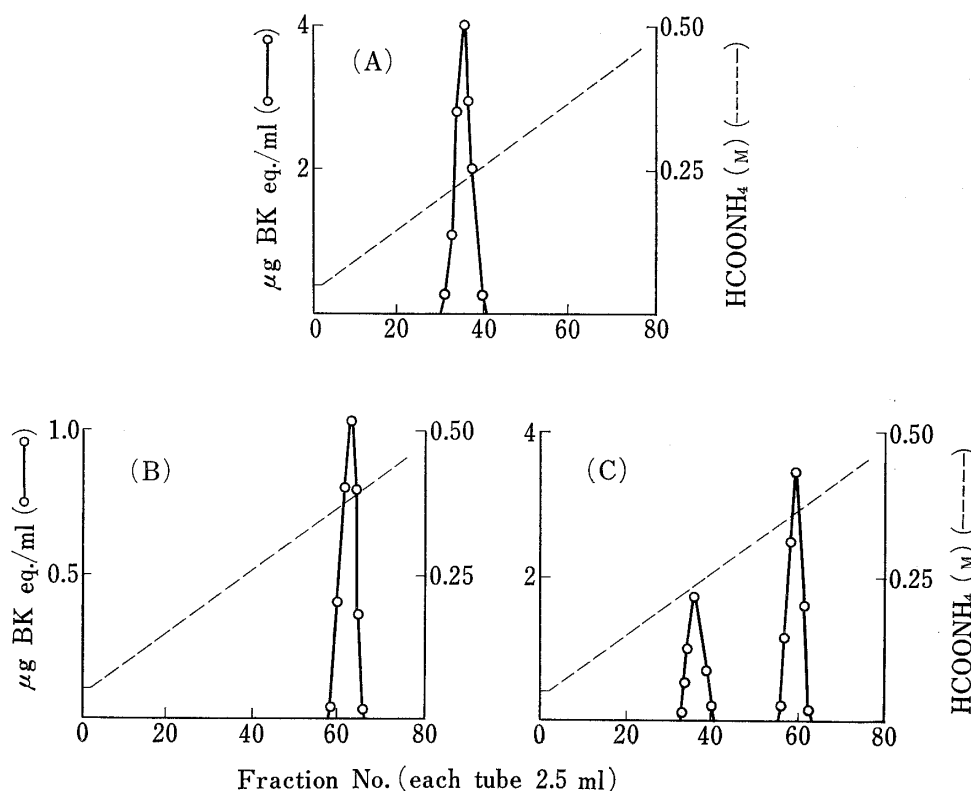 (A)
4
2
0.50
0.25
0 20 40 60 80
μg BK eq./ml (○——○)
HCOONH₄ (M) (-----)
(B)
1.0
0.5
0.50
0.25
0 20 40 60 80
μg BK eq./ml (○——○)
(C)
4
2
0.50
0.25
0 20 40 60 80
HCOONH₄ (M) (-----)
Fraction No. (each tube 2.5 ml)